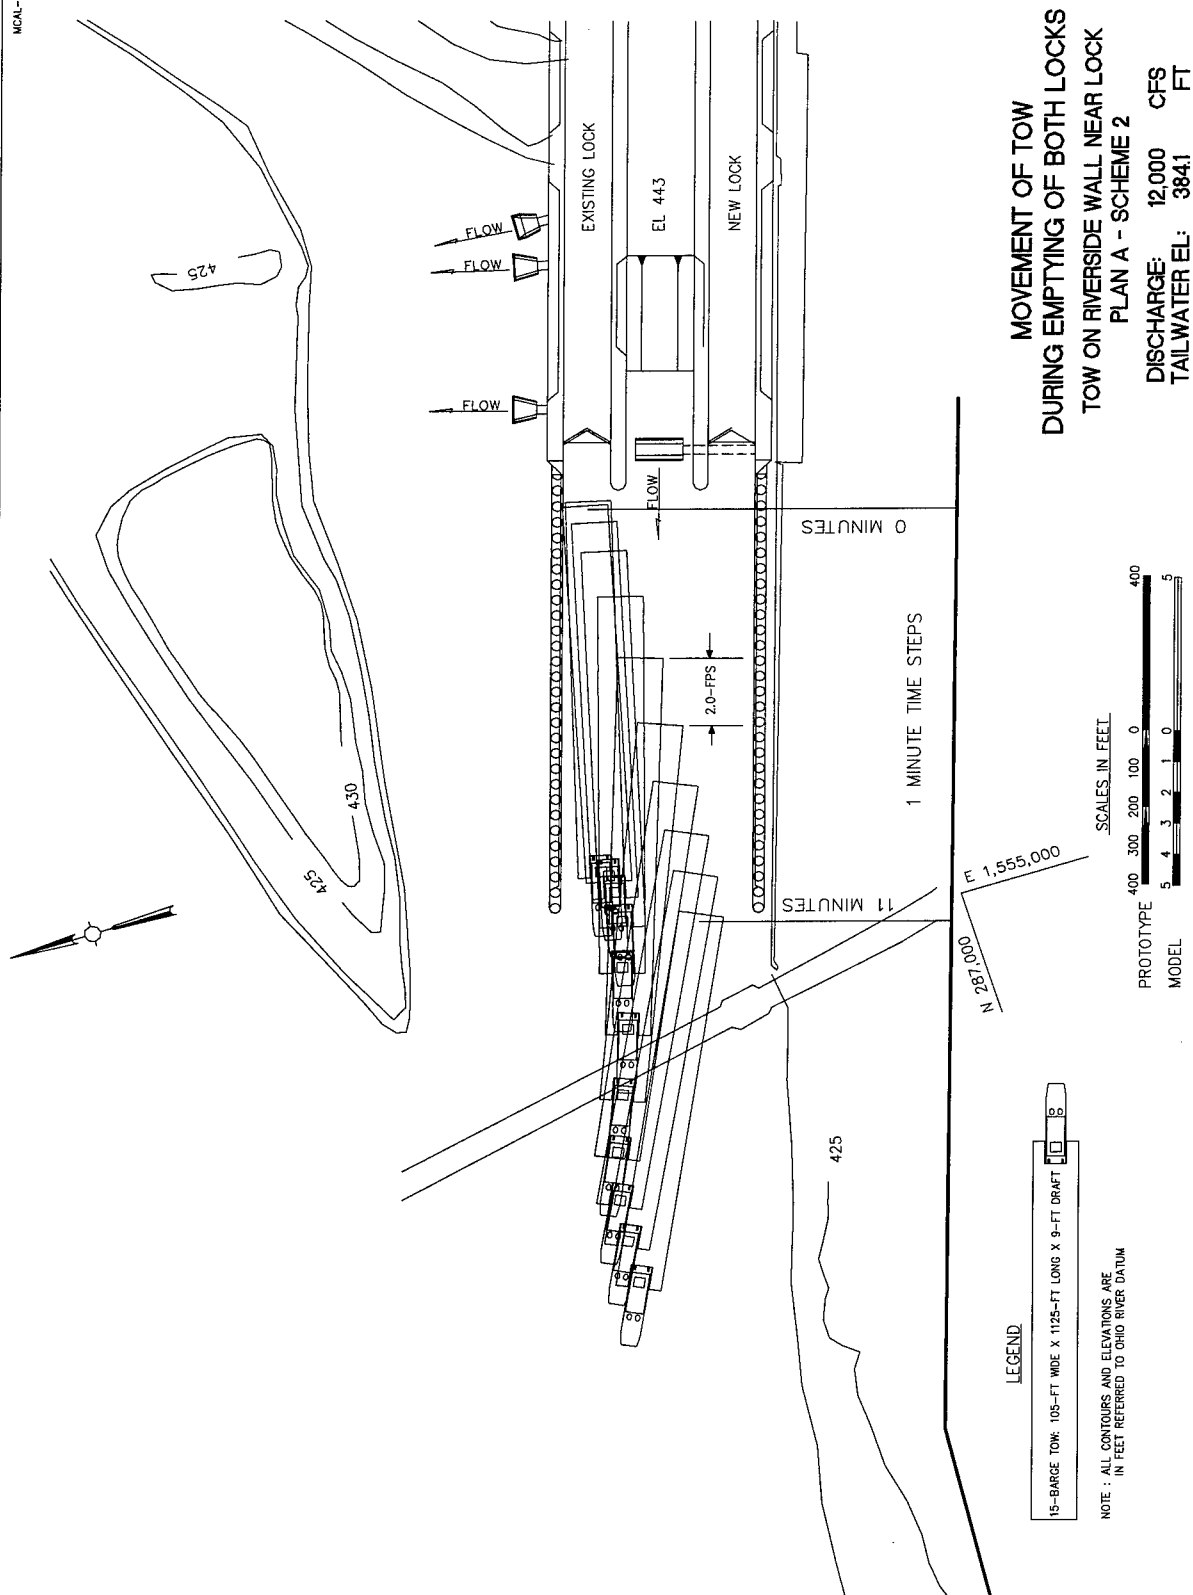 MCAL-
425
FLOW
FLOW
FLOW
EXISTING LOCK
EL 443
NEW LOCK
FLOW
0 MINUTES
2.0-FPS
1 MINUTE TIME STEPS
430
425
11 MINUTES
E 1,555,000
N 287,000
425
MOVEMENT OF TOW
DURING EMPTYING OF BOTH LOCKS
TOW ON RIVERSIDE WALL NEAR LOCK
PLAN A - SCHEME 2
DISCHARGE: 12,000 CFS
TAILWATER EL: 384.1 FT
SCALES IN FEET
PROTOTYPE 400 300 200 100 0 400
MODEL 5 4 3 2 1 0 5
LEGEND
15-BARGE TOW: 105-FT WIDE X 1125-FT LONG X 9-FT DRAFT
NOTE : ALL CONTOURS AND ELEVATIONS ARE
IN FEET REFERRED TO OHIO RIVER DATUM